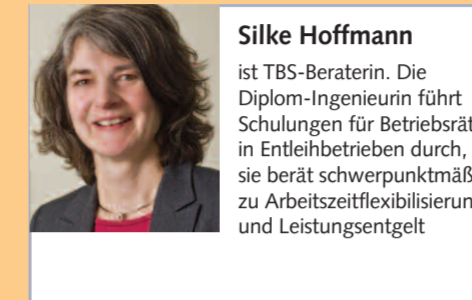 Silke Hoffmann
ist TBS-Beraterin. Die
Diplom-Ingenieurin führt
Schulungen für Betriebsrät
in Entleihbetrieben durch,
sie berät schwerpunktmäß
zu Arbeitszeitflexibilisierun
und Leistungsentgelt